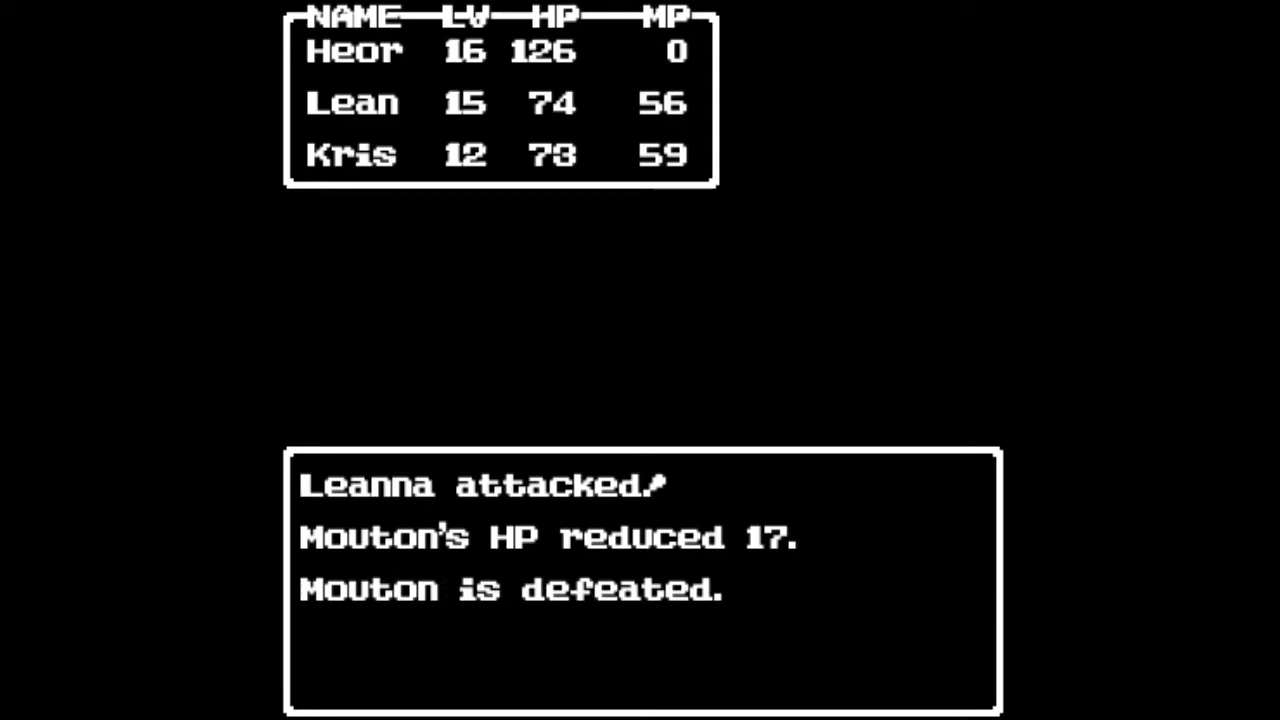 NAME LV HP MP
Heor 16 126 0
Lean 15 74 56
Kris 12 73 59
Leanna attacked!
Mouton's HP reduced 17.
Mouton is defeated.